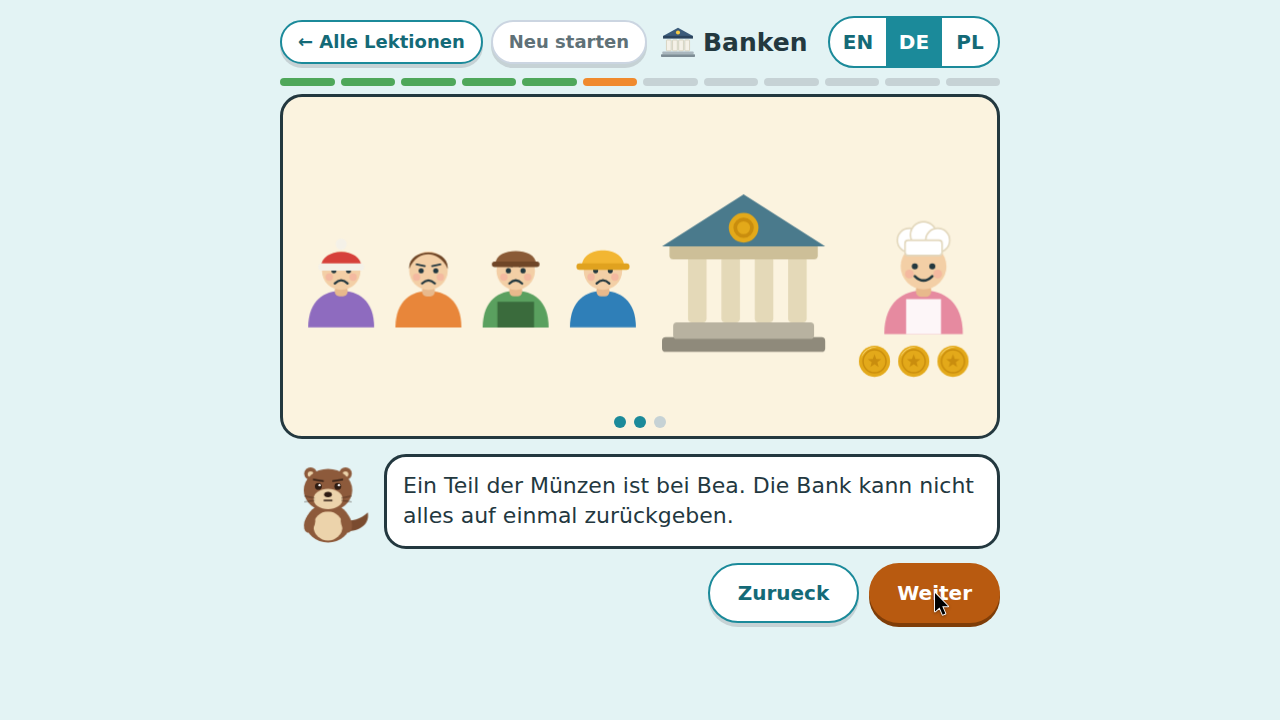 ← Alle Lektionen
Neu starten
Banken
EN DE PL
Ein Teil der Münzen ist bei Bea. Die Bank kann nicht
alles auf einmal zurückgeben.
Zurueck
Weiter